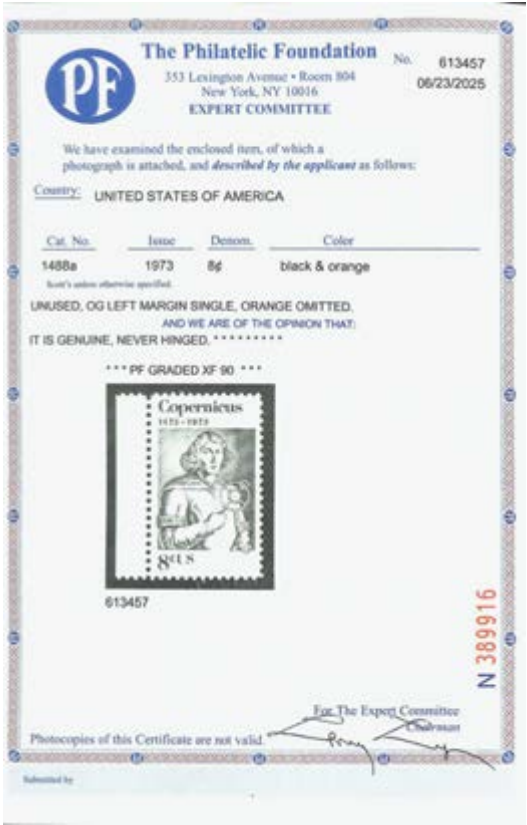 PF
The Philatelic Foundation
353 Lexington Avenue • Room 804
New York, NY 10016
EXPERT COMMITTEE
No. 613457
06/23/2025
We have examined the enclosed item, of which a
photograph is attached, and described by the applicant as follows:
Country: UNITED STATES OF AMERICA
Cat. No. Issue Denom. Color
1488a 1973 8¢ black & orange
Scott's unless otherwise specified.
UNUSED, OG LEFT MARGIN SINGLE, ORANGE OMITTED.
AND WE ARE OF THE OPINION THAT:
IT IS GENUINE, NEVER HINGED. * * * * * * * * *
* * * PF GRADED XF 90 * * *
Copernicus
1473-1973
8ct US
613457
N 389916
For The Expert Committee
Chairman
Photocopies of this Certificate are not valid.
Submitted by